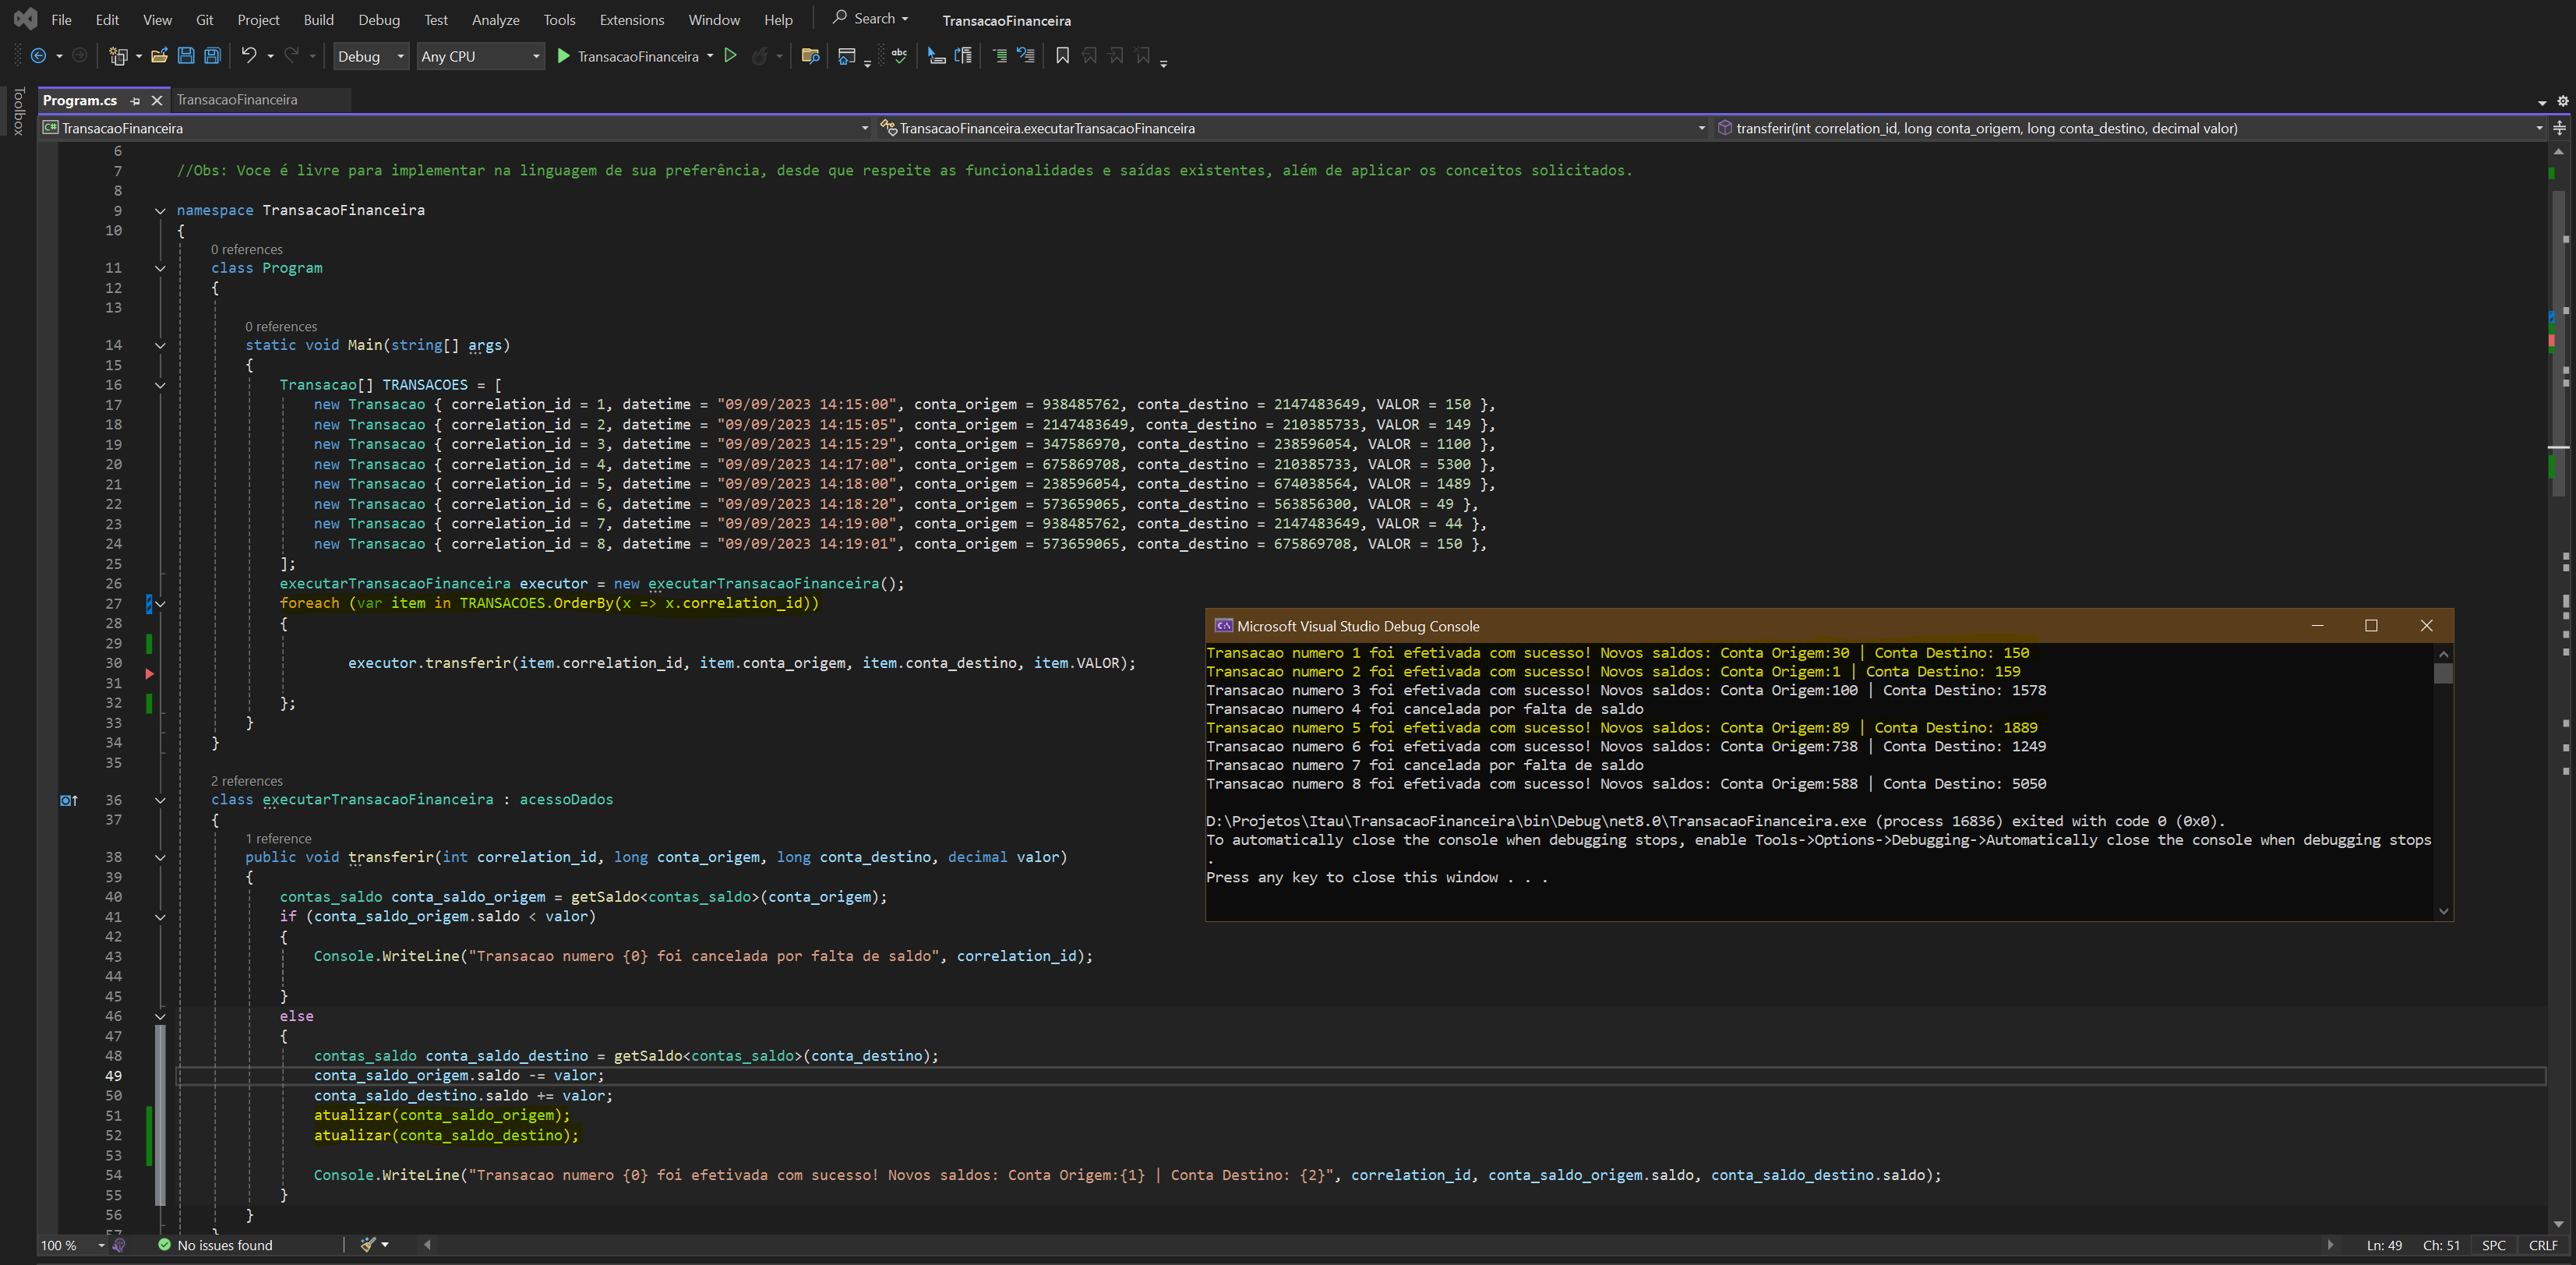 File Edit View Git Project Build Debug Test Analyze Tools Extensions Window Help Search TransacaoFinanceira
Debug Any CPU TransacaoFinanceira
Toolbox
Program.cs TransacaoFinanceira
TransacaoFinanceira TransacaoFinanceira.executarTransacaoFinanceira transferir(int correlation_id, long conta_origem, long conta_destino, decimal valor)
6
7 //Obs: Voce é livre para implementar na linguagem de sua preferência, desde que respeite as funcionalidades e saídas existentes, além de aplicar os conceitos solicitados.
8
9 namespace TransacaoFinanceira
10 {
0 references
11 class Program
12 {
13
0 references
14 static void Main(string[] args)
15 {
16 Transacao[] TRANSACOES = [
17 new Transacao { correlation_id = 1, datetime = "09/09/2023 14:15:00", conta_origem = 938485762, conta_destino = 2147483649, VALOR = 150 },
18 new Transacao { correlation_id = 2, datetime = "09/09/2023 14:15:05", conta_origem = 2147483649, conta_destino = 210385733, VALOR = 149 },
19 new Transacao { correlation_id = 3, datetime = "09/09/2023 14:15:29", conta_origem = 347586970, conta_destino = 238596054, VALOR = 1100 },
20 new Transacao { correlation_id = 4, datetime = "09/09/2023 14:17:00", conta_origem = 675869708, conta_destino = 210385733, VALOR = 5300 },
21 new Transacao { correlation_id = 5, datetime = "09/09/2023 14:18:00", conta_origem = 238596054, conta_destino = 674038564, VALOR = 1489 },
22 new Transacao { correlation_id = 6, datetime = "09/09/2023 14:18:20", conta_origem = 573659065, conta_destino = 563856300, VALOR = 49 },
23 new Transacao { correlation_id = 7, datetime = "09/09/2023 14:19:00", conta_origem = 938485762, conta_destino = 2147483649, VALOR = 44 },
24 new Transacao { correlation_id = 8, datetime = "09/09/2023 14:19:01", conta_origem = 573659065, conta_destino = 675869708, VALOR = 150 },
25 ];
26 executarTransacaoFinanceira executor = new executarTransacaoFinanceira();
27 foreach (var item in TRANSACOES.OrderBy(x => x.correlation_id))
28 {
29
30 executor.transferir(item.correlation_id, item.conta_origem, item.conta_destino, item.VALOR);
31
32 };
33 }
34 }
35
2 references
36 class executarTransacaoFinanceira : acessoDados
37 {
1 reference
38 public void transferir(int correlation_id, long conta_origem, long conta_destino, decimal valor)
39 {
40 contas_saldo conta_saldo_origem = getSaldo<contas_saldo>(conta_origem);
41 if (conta_saldo_origem.saldo < valor)
42 {
43 Console.WriteLine("Transacao numero {0} foi cancelada por falta de saldo", correlation_id);
44
45 }
46 else
47 {
48 contas_saldo conta_saldo_destino = getSaldo<contas_saldo>(conta_destino);
49 conta_saldo_origem.saldo -= valor;
50 conta_saldo_destino.saldo += valor;
51 atualizar(conta_saldo_origem);
52 atualizar(conta_saldo_destino);
53
54 Console.WriteLine("Transacao numero {0} foi efetivada com sucesso! Novos saldos: Conta Origem:{1} | Conta Destino: {2}", correlation_id, conta_saldo_origem.saldo, conta_saldo_destino.saldo);
55 }
56 }
57 }
Microsoft Visual Studio Debug Console
Transacao numero 1 foi efetivada com sucesso! Novos saldos: Conta Origem:30 | Conta Destino: 150
Transacao numero 2 foi efetivada com sucesso! Novos saldos: Conta Origem:1 | Conta Destino: 159
Transacao numero 3 foi efetivada com sucesso! Novos saldos: Conta Origem:100 | Conta Destino: 1578
Transacao numero 4 foi cancelada por falta de saldo
Transacao numero 5 foi efetivada com sucesso! Novos saldos: Conta Origem:89 | Conta Destino: 1889
Transacao numero 6 foi efetivada com sucesso! Novos saldos: Conta Origem:738 | Conta Destino: 1249
Transacao numero 7 foi cancelada por falta de saldo
Transacao numero 8 foi efetivada com sucesso! Novos saldos: Conta Origem:588 | Conta Destino: 5050
D:\Projetos\Itau\TransacaoFinanceira\bin\Debug\net8.0\TransacaoFinanceira.exe (process 16836) exited with code 0 (0x0).
To automatically close the console when debugging stops, enable Tools->Options->Debugging->Automatically close the console when debugging stops
.
Press any key to close this window . . .
100 % No issues found Ln: 49 Ch: 51 SPC CRLF